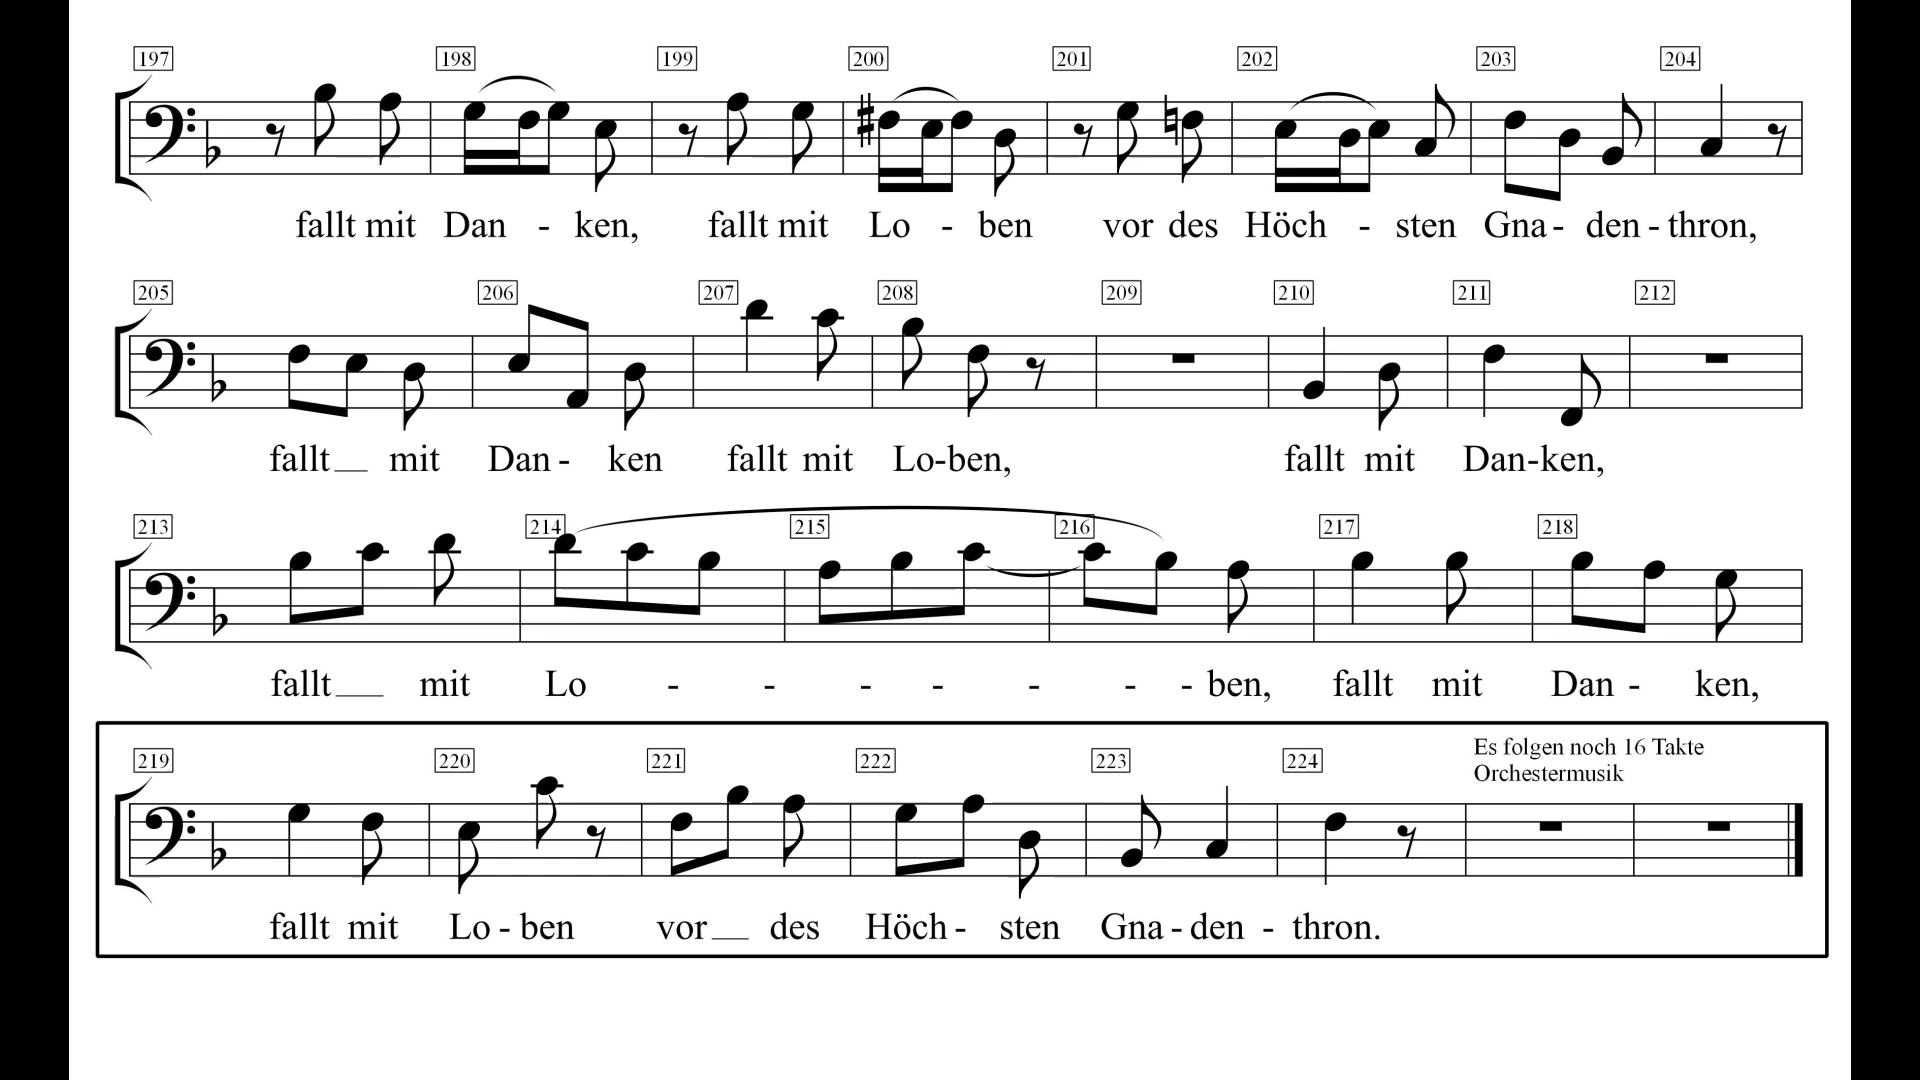 197 198 199 200 201 202 203 204
fallt mit Dan - ken, fallt mit Lo - ben vor des Höch - sten Gna - den - thron,
205 206 207 208 209 210 211 212
fallt__ mit Dan - ken fallt mit Lo-ben, fallt mit Dan-ken,
213 214 215 216 217 218
fallt__ mit Lo - - - - - - - ben, fallt mit Dan - ken,
219 220 221 222 223 224 Es folgen noch 16 Takte
Orchestermusik
fallt mit Lo - ben vor__ des Höch - sten Gna - den - thron.